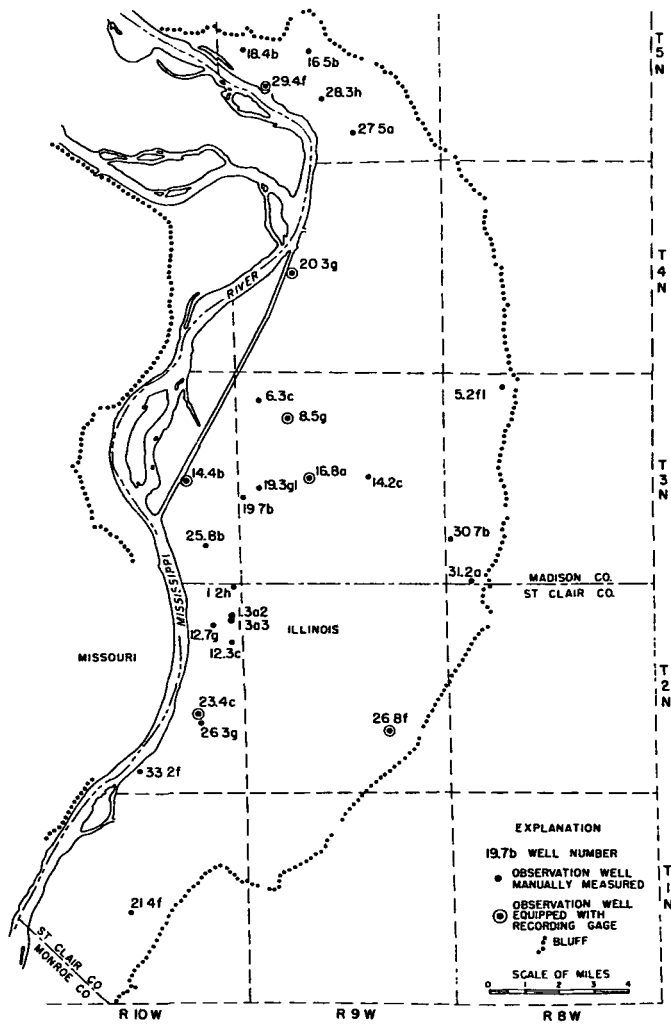 18.4b
16.5b
T
5
N
29.4f
28.3h
27.5a
20 3g
T
4
N
RIVER
6.3c
8.5g
5.2f1
14.4b
16.8a
14.2c
T
3
N
19.3g1
19.7b
25.8b
30.7b
31.2a
MADISON CO.
ST CLAIR CO.
MISSISSIPPI
1 2h
1.3a2
1 3a3
12.7g
ILLINOIS
MISSOURI
12.3c
T
2
N
23.4c
26.8f
26 3g
33 2f
EXPLANATION
19.7b WELL NUMBER
OBSERVATION WELL
MANUALLY MEASURED
OBSERVATION WELL
EQUIPPED WITH
RECORDING GAGE
BLUFF
T
1
N
21 4f
ST CLAIR CO
MONROE CO
SCALE OF MILES
0 1 2 3 4
R 10 W
R 9 W
R 8 W